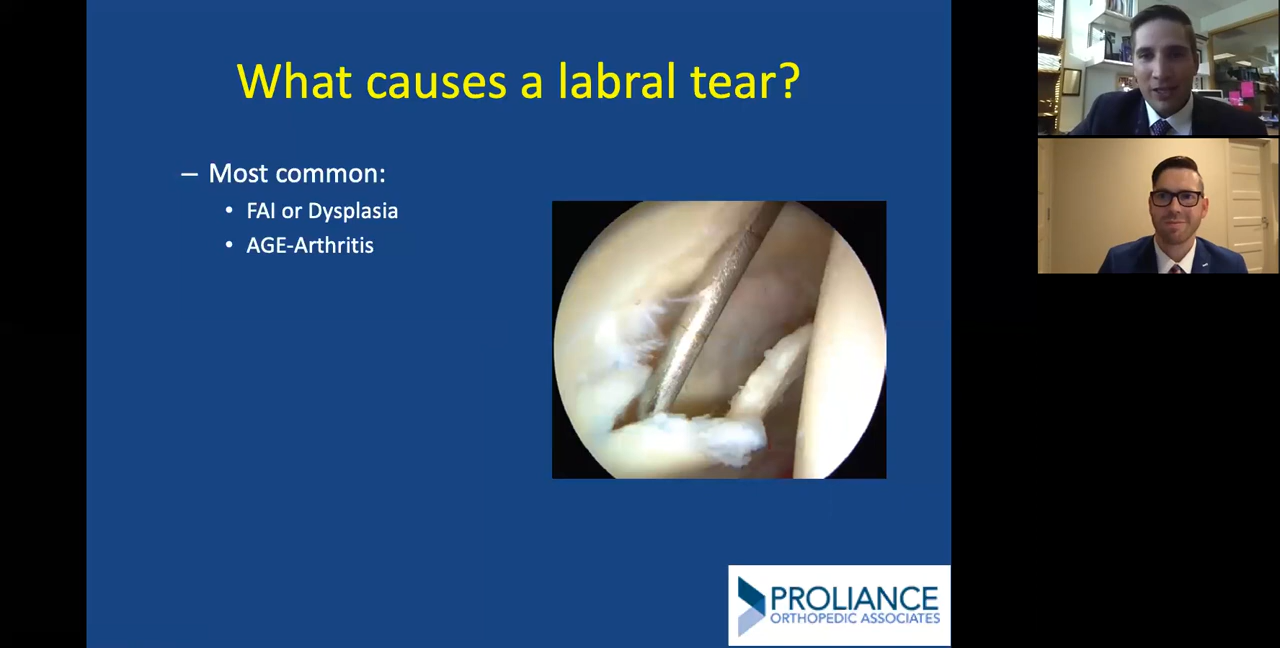 What causes a labral tear?
– Most common:
• FAI or Dysplasia
• AGE-Arthritis
PROLIANCE
ORTHOPEDIC ASSOCIATES